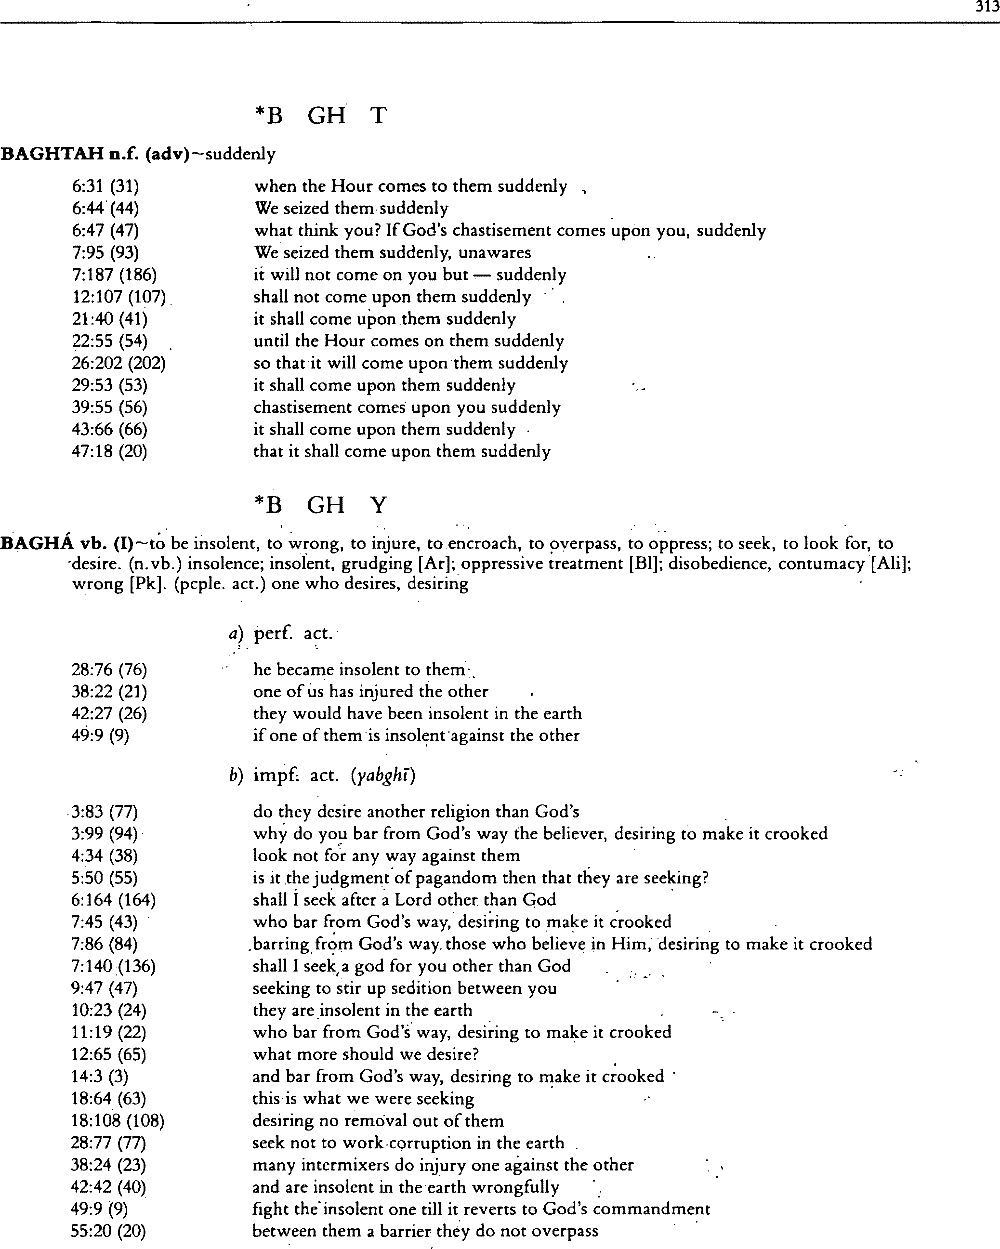 313
*B GH T
BAGHTAH n.f. (adv)~suddenly
6:31 (31) when the Hour comes to them suddenly
6:44 (44) We seized them suddenly
6:47 (47) what think you? If God's chastisement comes upon you, suddenly
7:95 (93) We seized them suddenly, unawares
7:187 (186) it will not come on you but — suddenly
12:107 (107) shall not come upon them suddenly
21:40 (41) it shall come upon them suddenly
22:55 (54) until the Hour comes on them suddenly
26:202 (202) so that it will come upon them suddenly
29:53 (53) it shall come upon them suddenly
39:55 (56) chastisement comes upon you suddenly
43:66 (66) it shall come upon them suddenly
47:18 (20) that it shall come upon them suddenly
*B GH Y
BAGHÁ vb. (I)~to be insolent, to wrong, to injure, to encroach, to overpass, to oppress; to seek, to look for, to
desire. (n.vb.) insolence; insolent, grudging [Ar]; oppressive treatment [Bl]; disobedience, contumacy [Ali];
wrong [Pk]. (pcple. act.) one who desires, desiring
a) perf. act.
28:76 (76) he became insolent to them
38:22 (21) one of us has injured the other
42:27 (26) they would have been insolent in the earth
49:9 (9) if one of them is insolent against the other
b) impf. act. (yabghī)
3:83 (77) do they desire another religion than God's
3:99 (94) why do you bar from God's way the believer, desiring to make it crooked
4:34 (38) look not for any way against them
5:50 (55) is it the judgment of pagandom then that they are seeking?
6:164 (164) shall I seek after a Lord other than God
7:45 (43) who bar from God's way, desiring to make it crooked
7:86 (84) barring from God's way those who believe in Him, desiring to make it crooked
7:140 (136) shall I seek a god for you other than God
9:47 (47) seeking to stir up sedition between you
10:23 (24) they are insolent in the earth
11:19 (22) who bar from God's way, desiring to make it crooked
12:65 (65) what more should we desire?
14:3 (3) and bar from God's way, desiring to make it crooked
18:64 (63) this is what we were seeking
18:108 (108) desiring no removal out of them
28:77 (77) seek not to work corruption in the earth
38:24 (23) many intermixers do injury one against the other
42:42 (40) and are insolent in the earth wrongfully
49:9 (9) fight the insolent one till it reverts to God's commandment
55:20 (20) between them a barrier they do not overpass